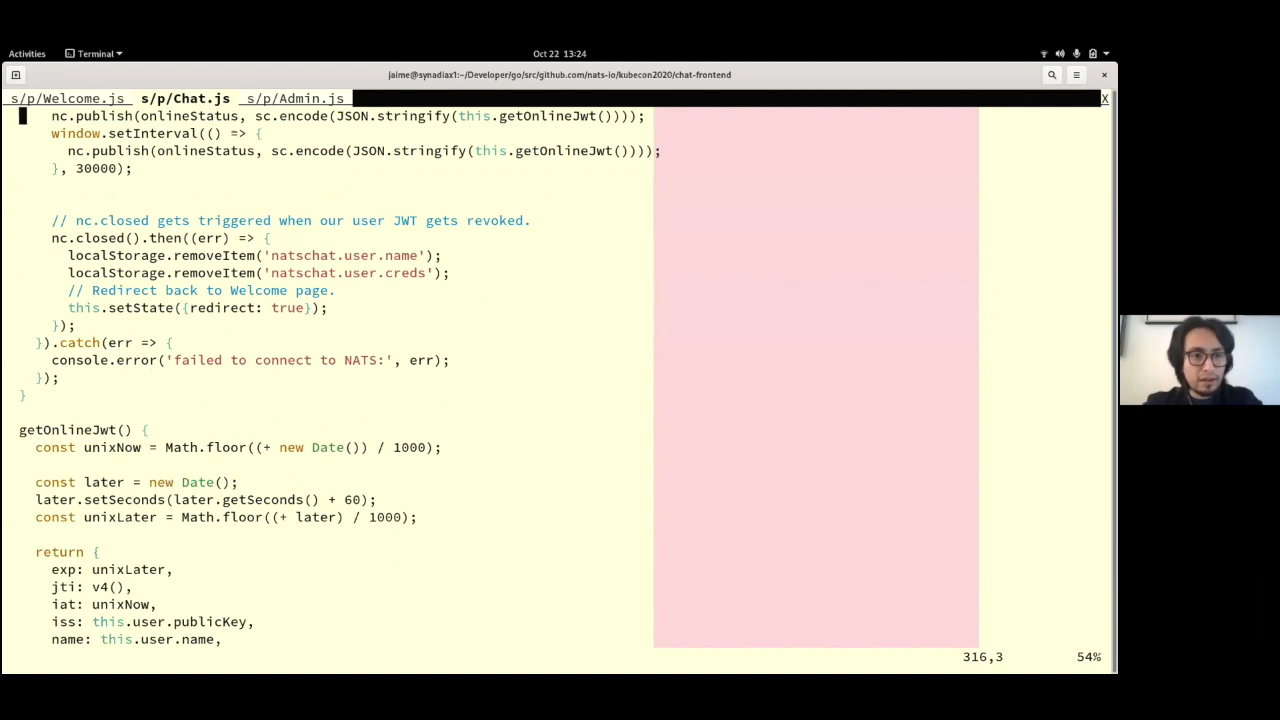 Activities
Terminal
Oct 22 13:24
jaime@synadiax1:~/Developer/go/src/github.com/nats-io/kubecon2020/chat-frontend
s/p/Welcome.js s/p/Chat.js s/p/Admin.js X
nc.publish(onlineStatus, sc.encode(JSON.stringify(this.getOnlineJwt())));
window.setInterval(() => {
nc.publish(onlineStatus, sc.encode(JSON.stringify(this.getOnlineJwt())));
}, 30000);
// nc.closed gets triggered when our user JWT gets revoked.
nc.closed().then((err) => {
localStorage.removeItem('natschat.user.name');
localStorage.removeItem('natschat.user.creds');
// Redirect back to Welcome page.
this.setState({redirect: true});
});
}).catch(err => {
console.error('failed to connect to NATS:', err);
});
}
getOnlineJwt() {
const unixNow = Math.floor((+ new Date()) / 1000);
const later = new Date();
later.setSeconds(later.getSeconds() + 60);
const unixLater = Math.floor((+ later) / 1000);
return {
exp: unixLater,
jti: v4(),
iat: unixNow,
iss: this.user.publicKey,
name: this.user.name,
316,3 54%